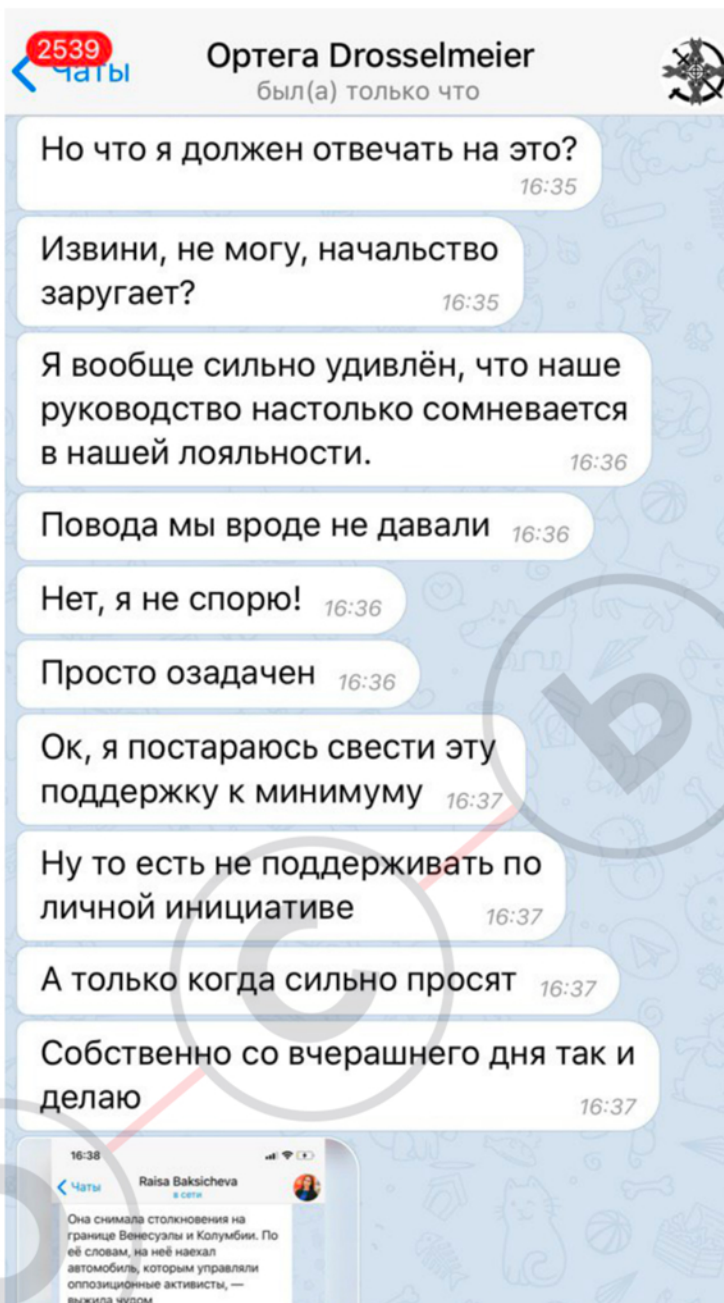 2539
Чаты
Ортега Drosselmeier
был(а) только что
Но что я должен отвечать на это?
16:35
Извини, не могу, начальство
заругает?
16:35
Я вообще сильно удивлён, что наше
руководство настолько сомневается
в нашей лояльности.
16:36
Повода мы вроде не давали 16:36
Нет, я не спорю! 16:36
Просто озадачен 16:36
Ок, я постараюсь свести эту
поддержку к минимуму 16:37
Ну то есть не поддерживать по
личной инициативе
16:37
А только когда сильно просят 16:37
Собственно со вчерашнего дня так и
делаю
16:37
16:38
Чаты
Raisa Baksicheva
в сети
Она снимала столкновения на
границе Венесуэлы и Колумбии. По
её словам, на неё наехал
автомобиль, которым управляли
оппозиционные активисты, —
выжила чудом